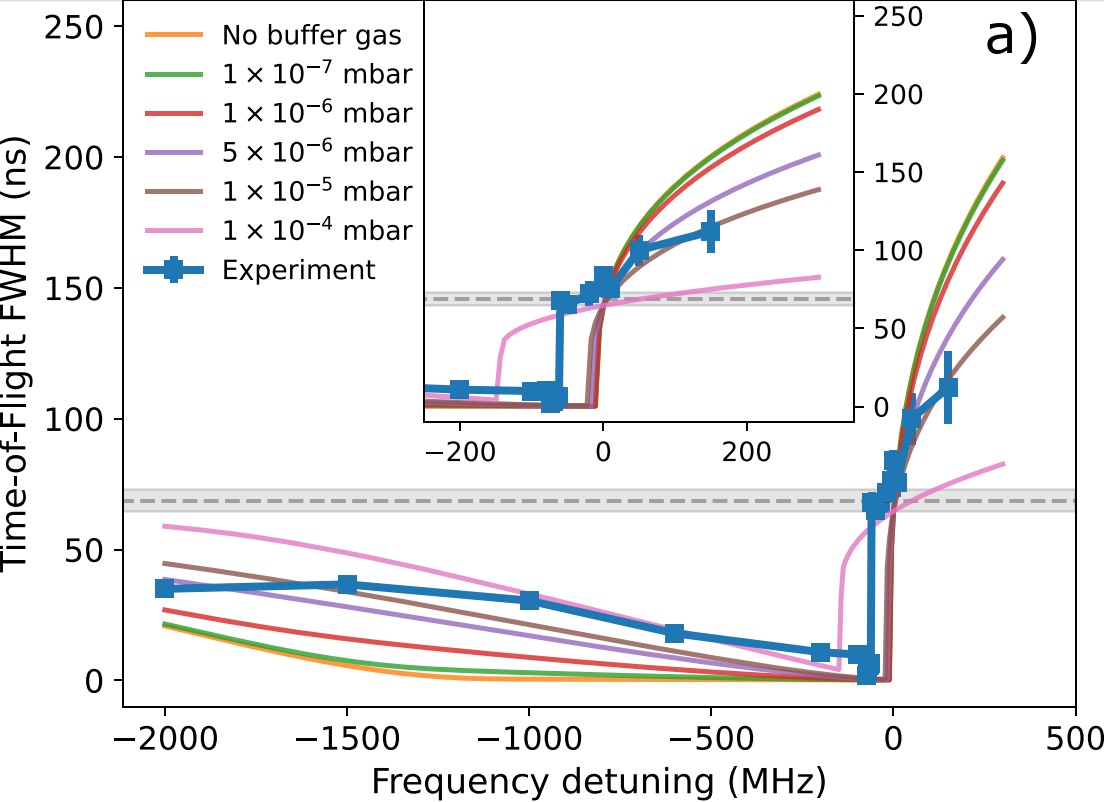 a)
No buffer gas
1 × 10⁻⁷ mbar
1 × 10⁻⁶ mbar
5 × 10⁻⁶ mbar
1 × 10⁻⁵ mbar
1 × 10⁻⁴ mbar
Experiment
250
200
150
100
50
0
−200
0
200
Time-of-Flight FWHM (ns)
250
200
150
100
50
0
−2000
−1500
−1000
−500
0
500
Frequency detuning (MHz)